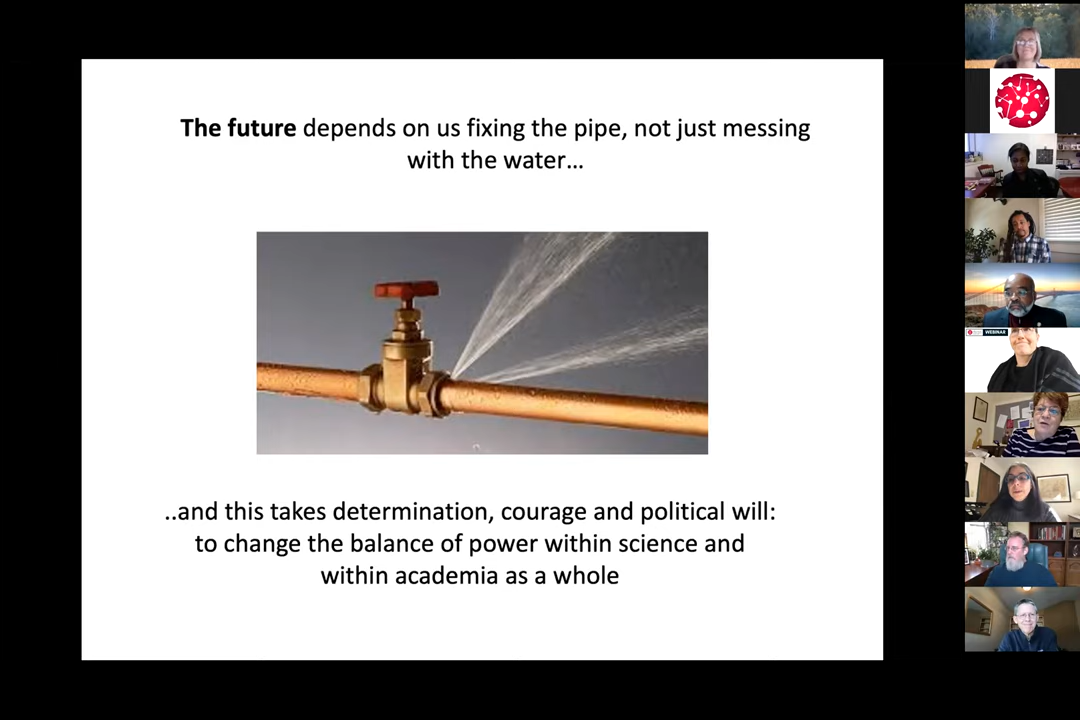 The future depends on us fixing the pipe, not just messing
with the water…
WEBINAR
..and this takes determination, courage and political will:
to change the balance of power within science and
within academia as a whole